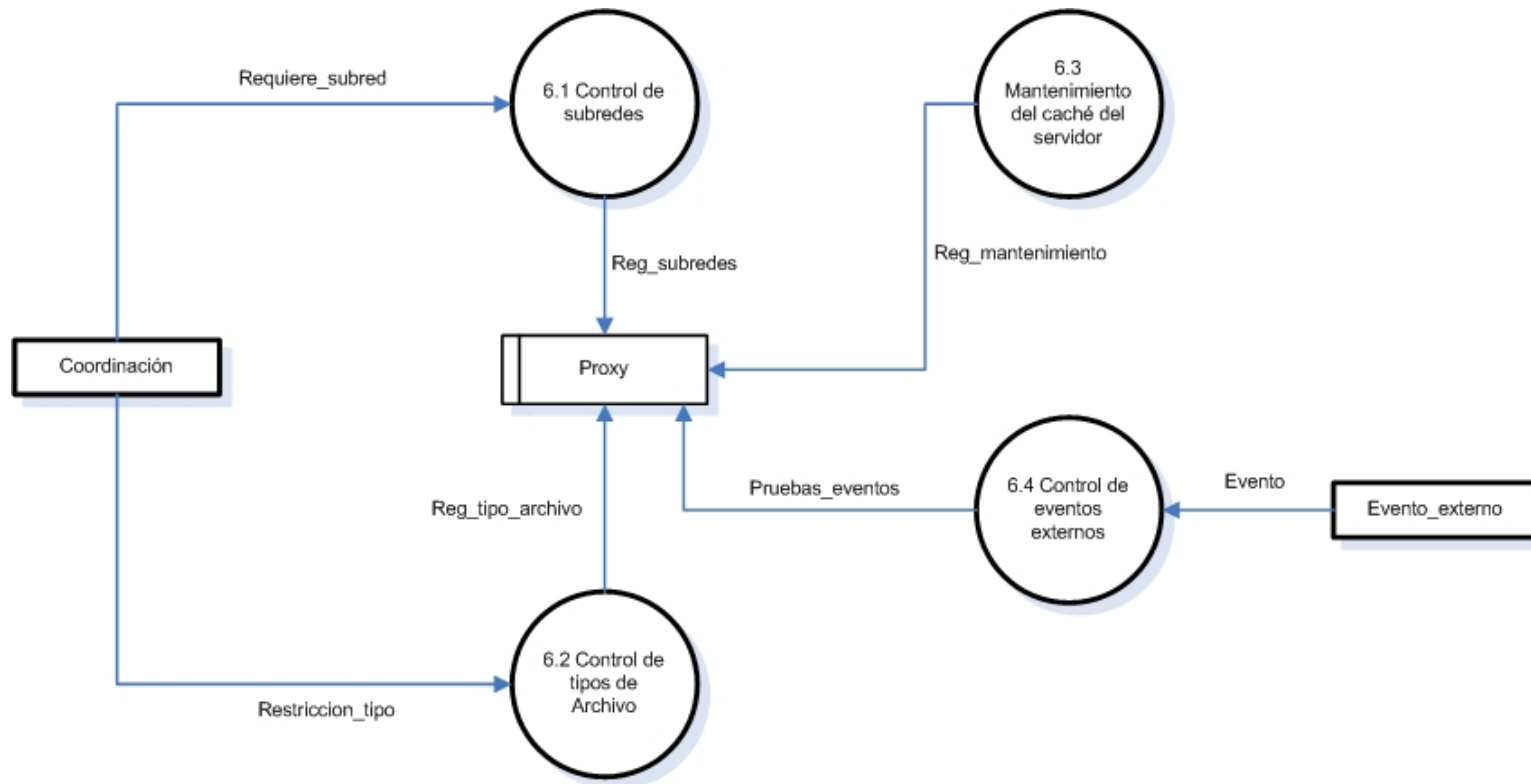 Requiere_subred
6.1 Control de
subredes
6.3
Mantenimiento
del caché del
servidor
Reg_subredes
Reg_mantenimiento
Coordinación
Proxy
Reg_tipo_archivo
Pruebas_eventos
6.4 Control de
eventos
externos
Evento
Evento_externo
6.2 Control de
tipos de
Archivo
Restriccion_tipo